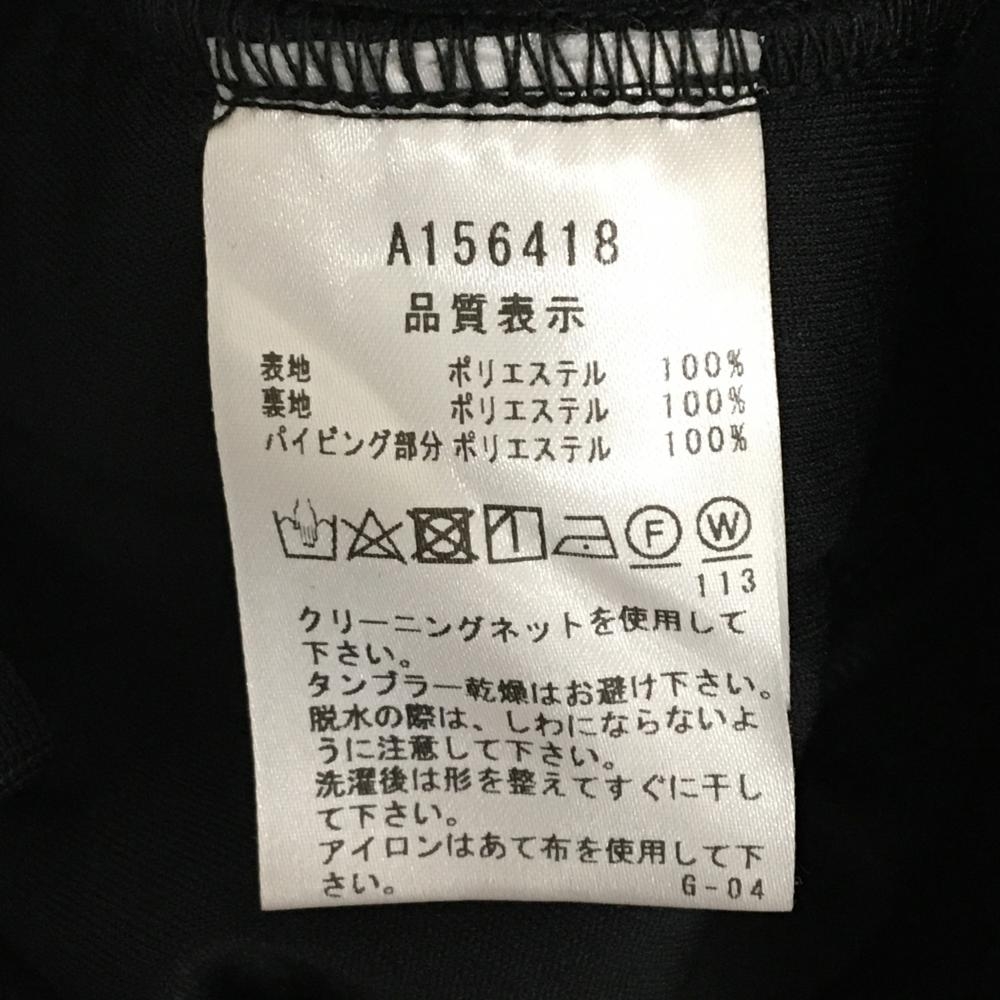 A156418
品質表示
表地 ポリエステル 100%
裏地 ポリエステル 100%
パイピング部分 ポリエステル 100%
F W
113
クリーニングネットを使用して
下さい。
タンブラー乾燥はお避け下さい。
脱水の際は、しわにならないよ
うに注意して下さい。
洗濯後は形を整えてすぐに干し
て下さい。
アイロンはあて布を使用して下
さい。 G-04